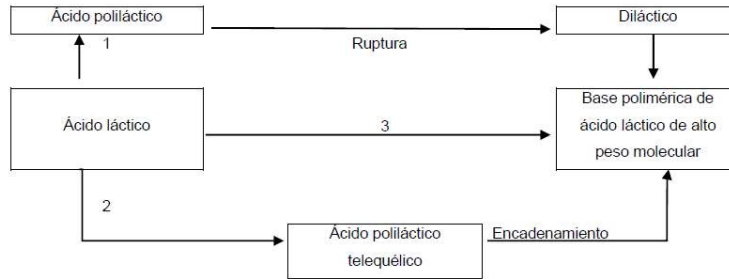 Ácido poliláctico
Diláctico
1
Ruptura
Ácido láctico
3
Base polimérica de
ácido láctico de alto
peso molecular
2
Ácido poliláctico
telequélico
Encadenamiento